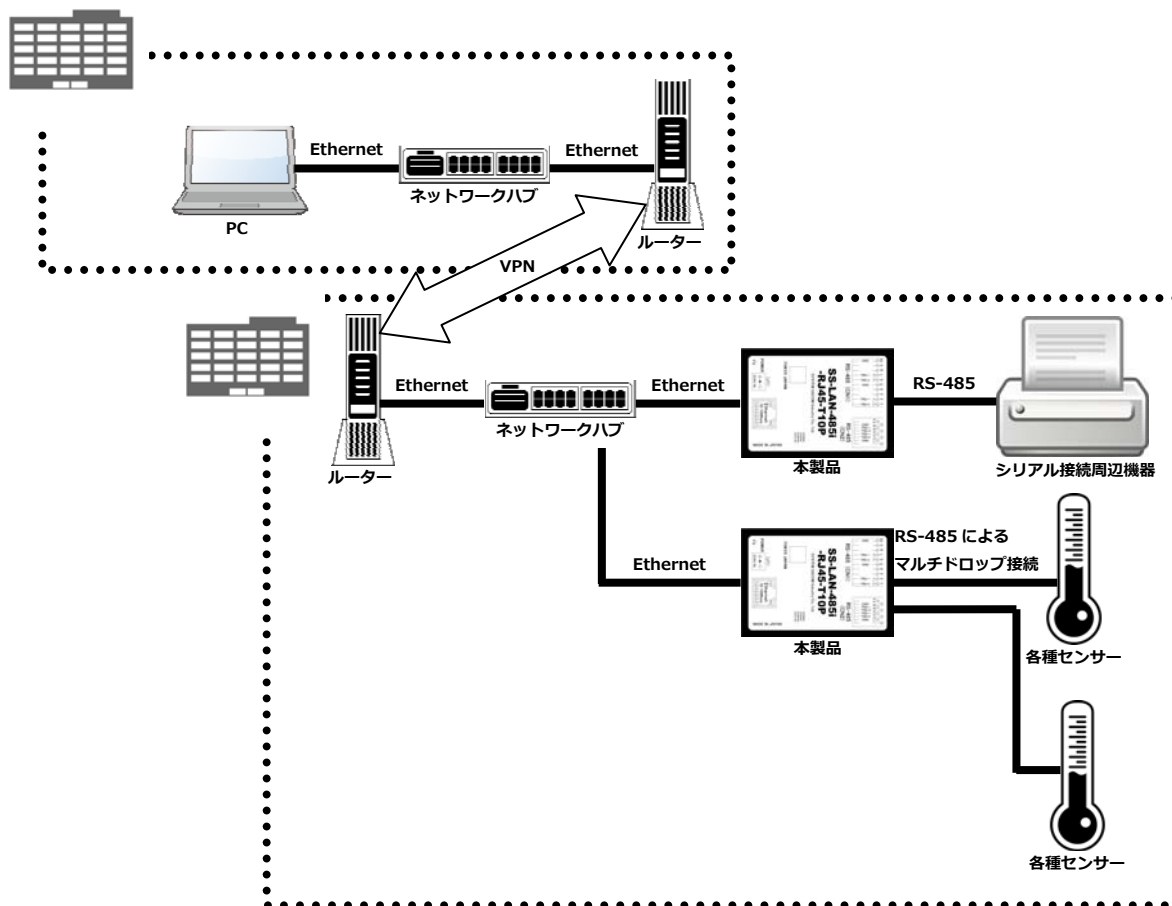 Ethernet
Ethernet
ネットワークハブ
PC
ルーター
VPN
Ethernet
Ethernet
RS-485
ネットワークハブ
SS-LAN-485i
-RJ45-T10P
本製品
シリアル接続周辺機器
ルーター
Ethernet
RS-485 による
マルチドロップ接続
SS-LAN-485i
-RJ45-T10P
本製品
各種センサー
各種センサー